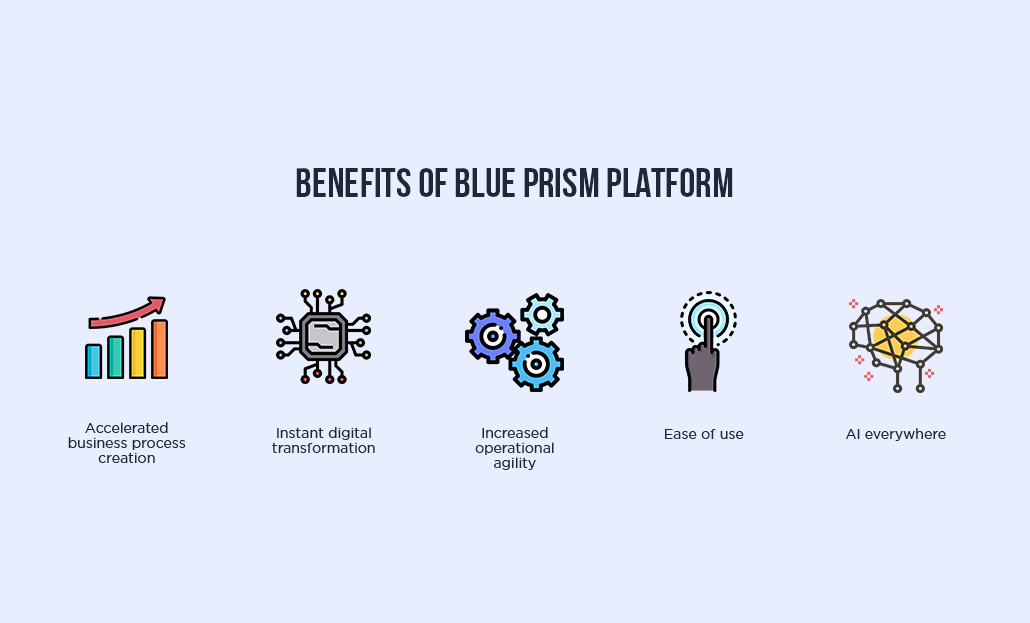 BENEFITS OF BLUE PRISM PLATFORM
Accelerated
business process
creation
Instant digital
transformation
Increased
operational
agility
Ease of use
AI everywhere